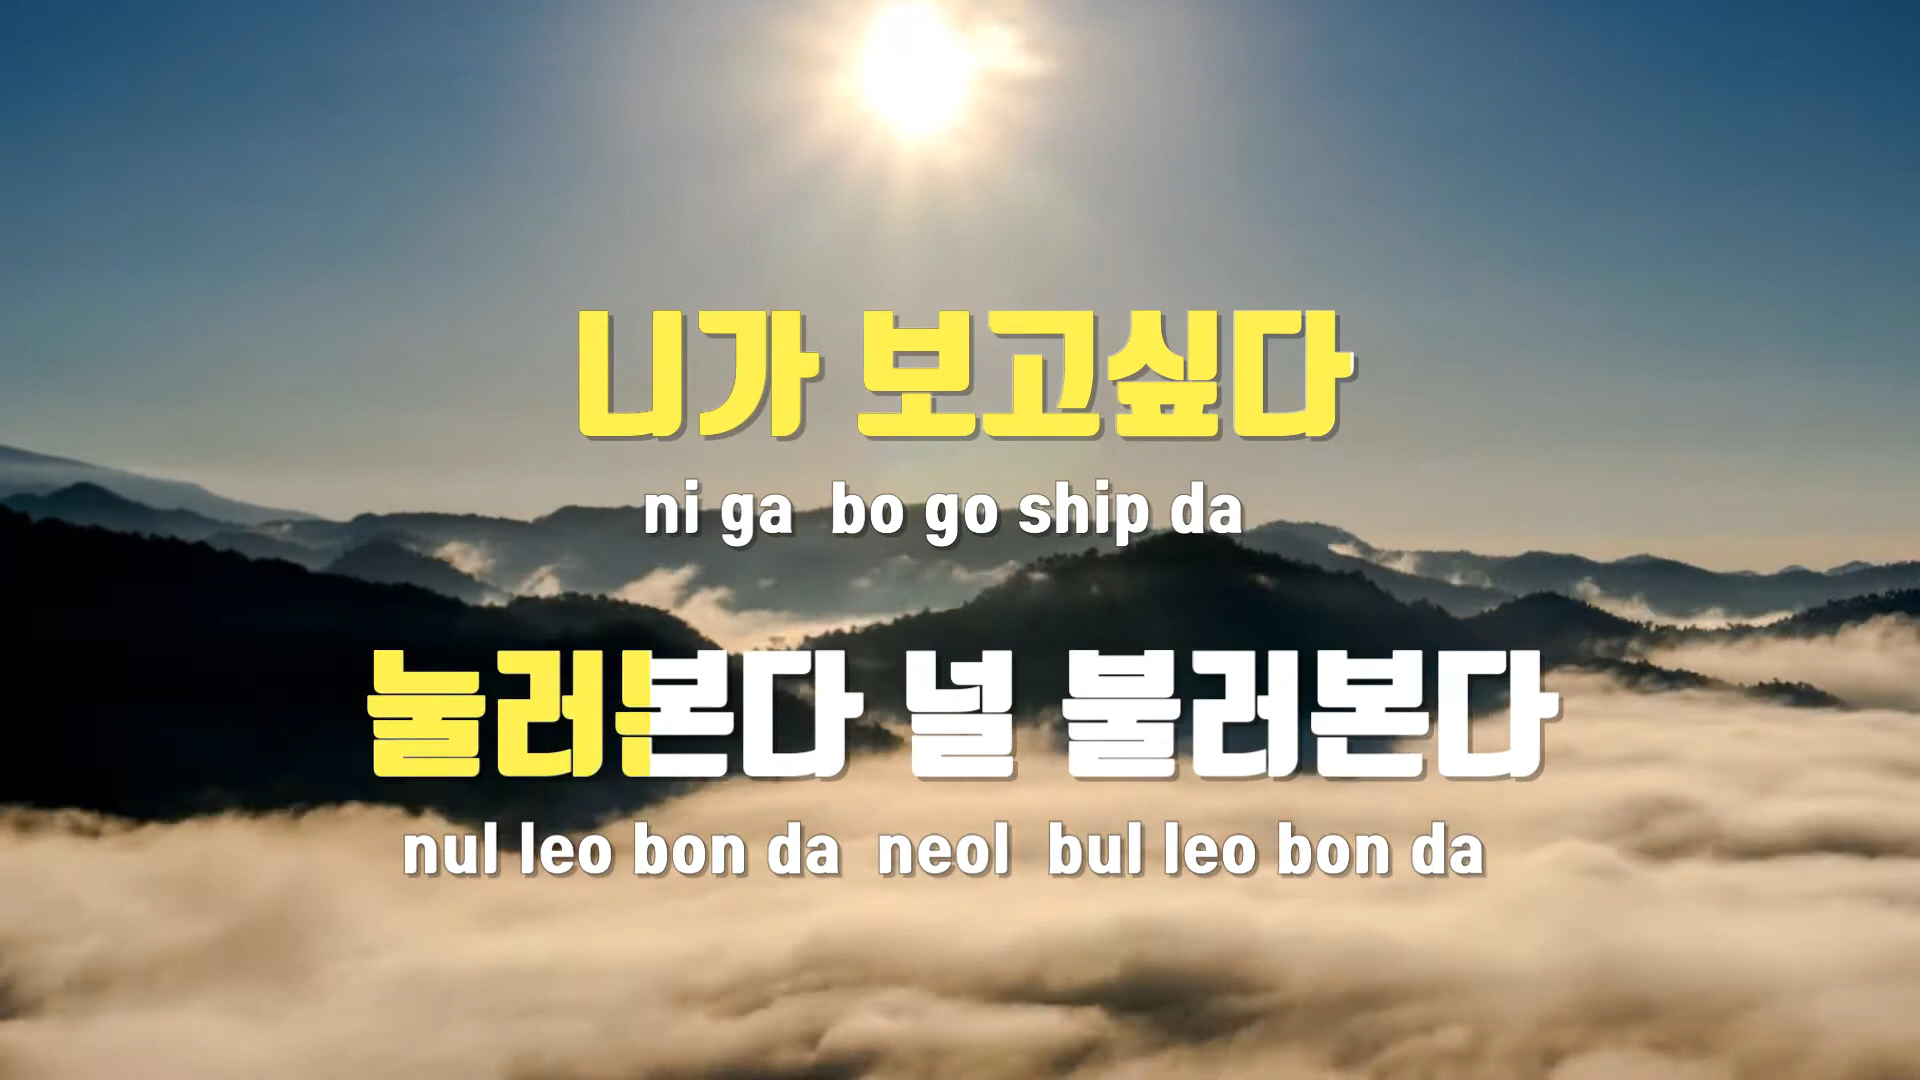 니가 보고싶다
ni ga bo go ship da
눌러본다 널 불러본다
nul leo bon da neol bul leo bon da